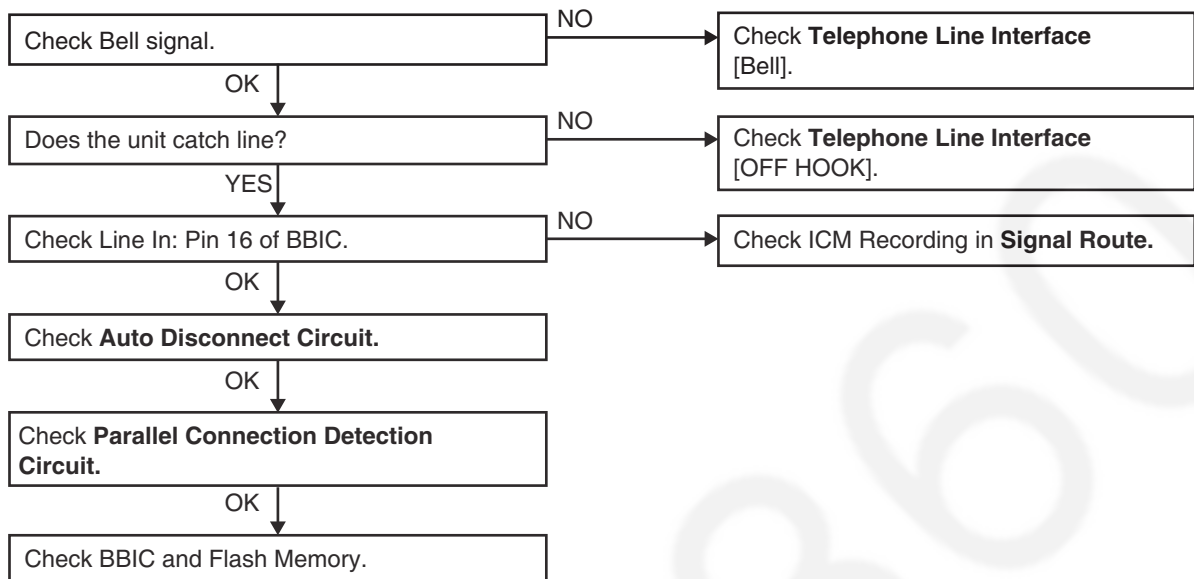 Check Bell signal.
NO
Check Telephone Line Interface
[Bell].
OK
Does the unit catch line?
NO
Check Telephone Line Interface
[OFF HOOK].
YES
Check Line In: Pin 16 of BBIC.
NO
Check ICM Recording in Signal Route.
OK
Check Auto Disconnect Circuit.
OK
Check Parallel Connection Detection
Circuit.
OK
Check BBIC and Flash Memory.
360